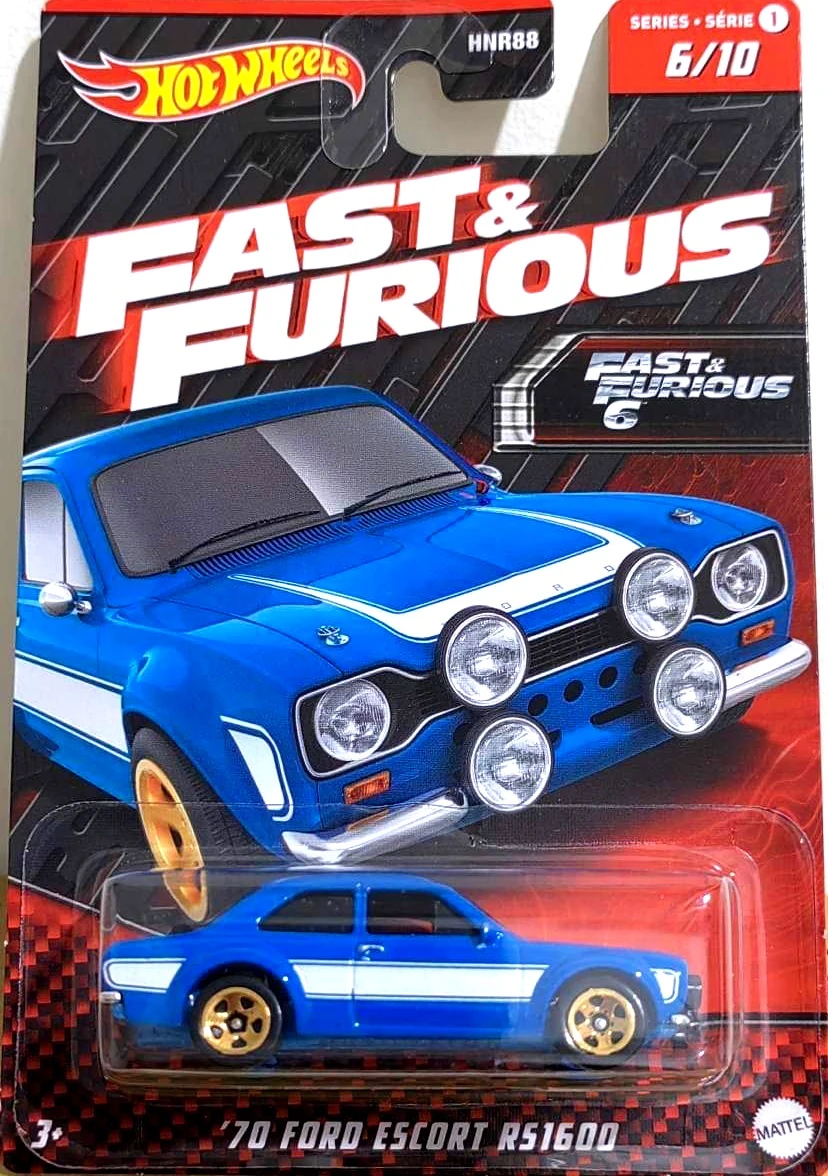 HOT WHEELS
HNR88
SERIES • SÉRIE 1
6/10
FAST &
FURIOUS
FAST &
FURIOUS
6
FORD
'70 FORD ESCORT RS1600
3+
MATTEL